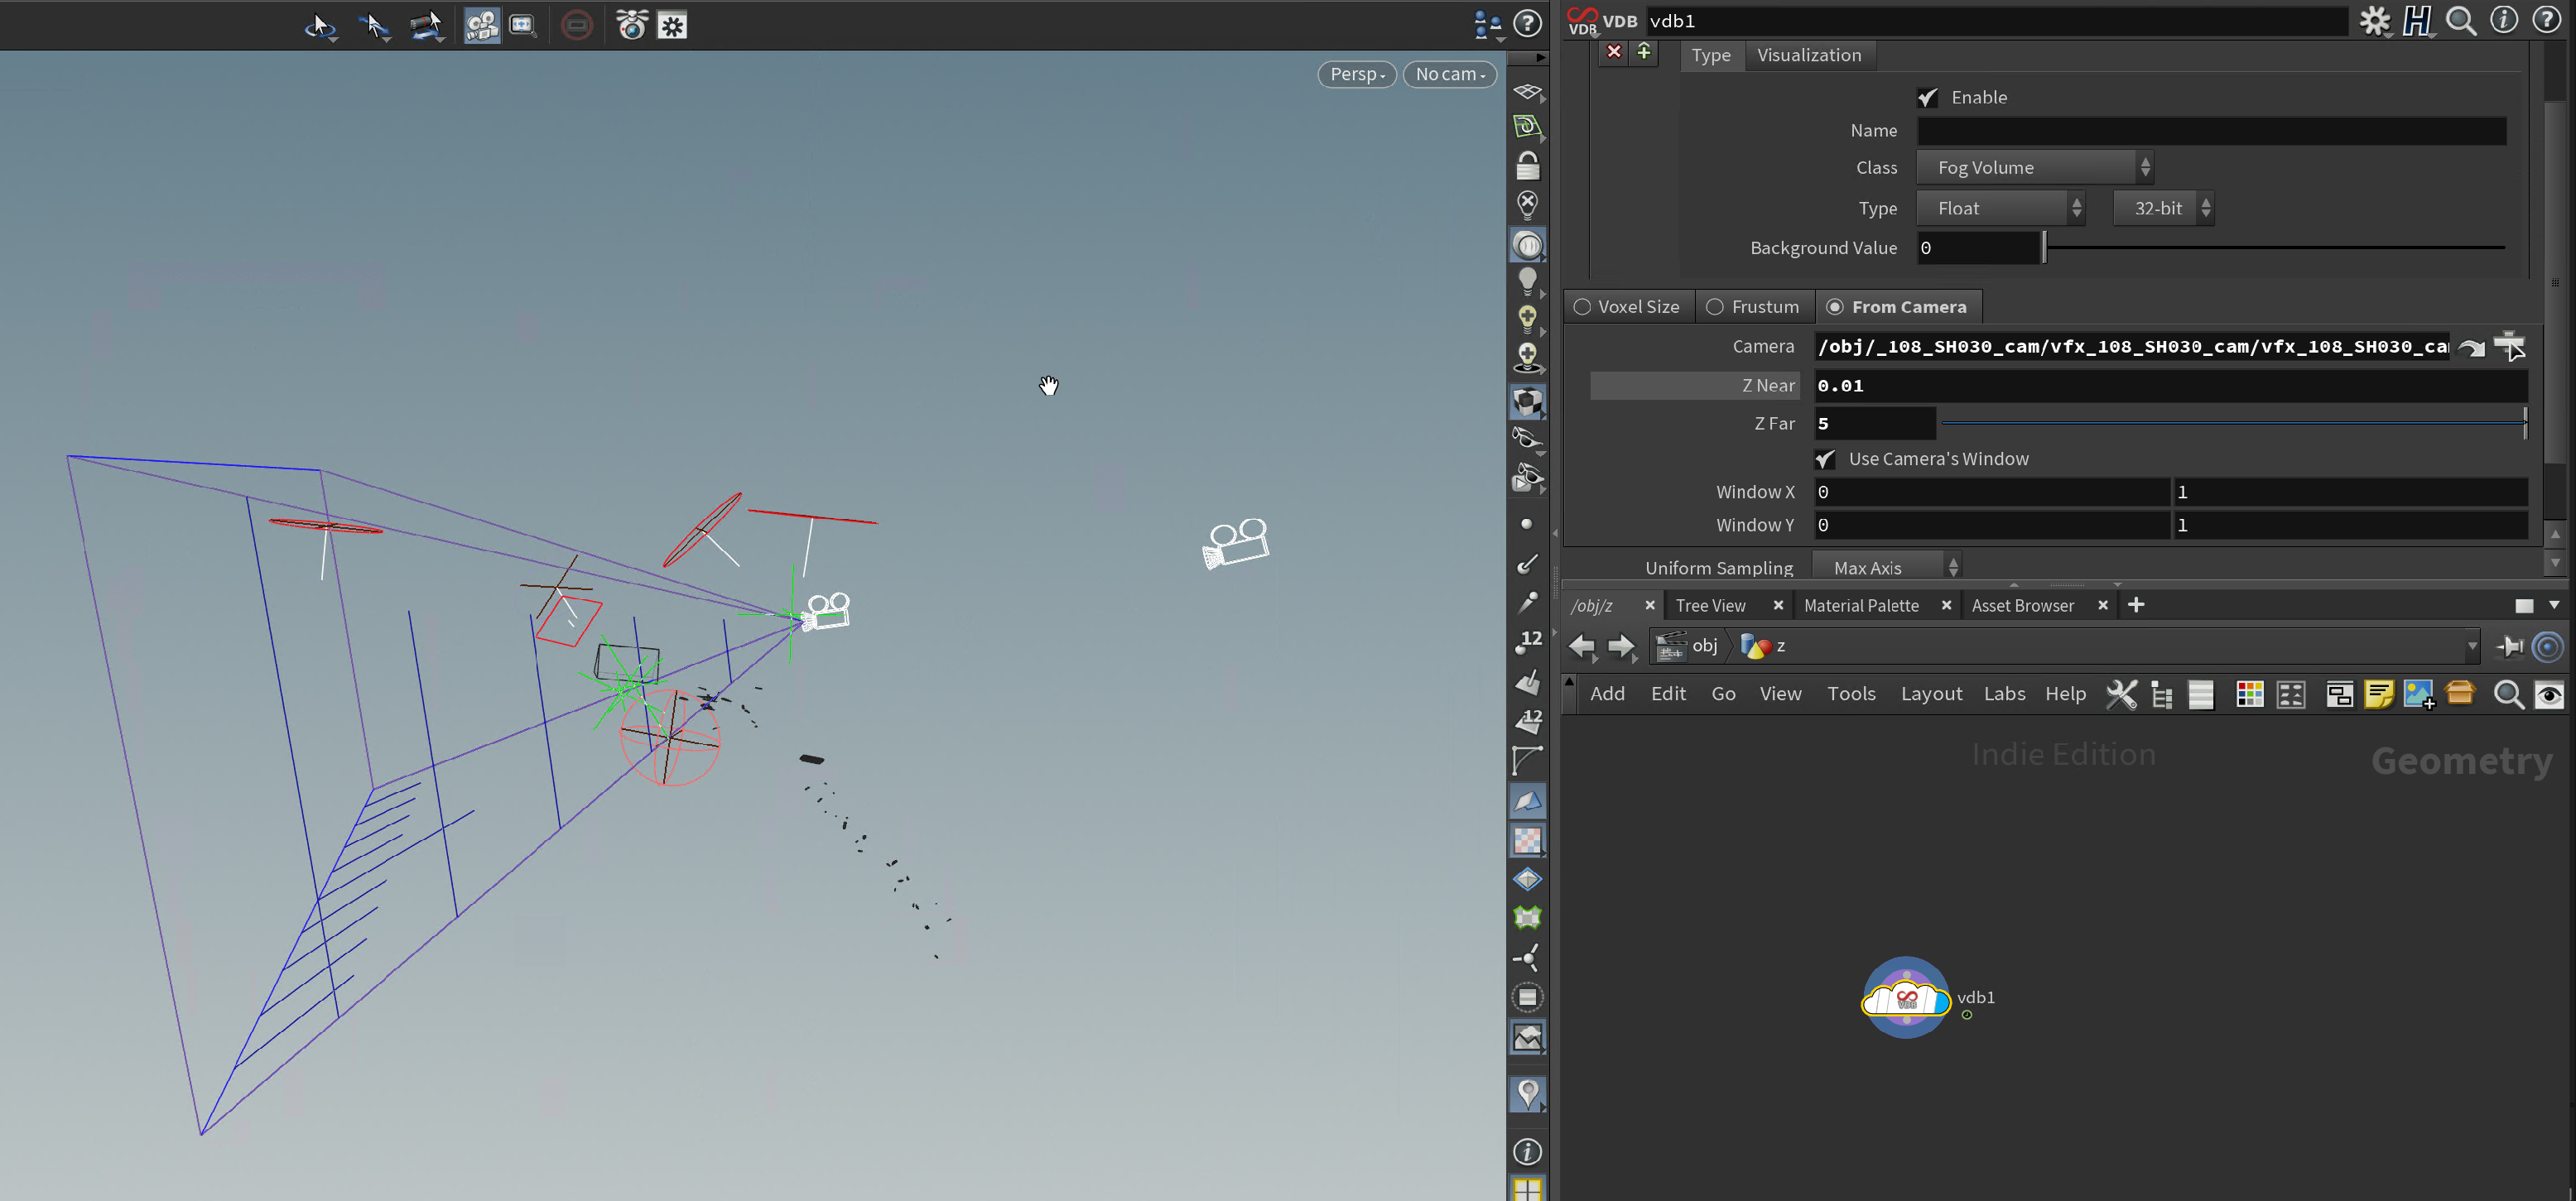 Persp
No cam
VDB vdb1
VDB
Type Visualization
Enable
Name
Class Fog Volume
Type Float 32-bit
Background Value 0
Voxel Size Frustum From Camera
Camera /obj/_108_SH030_cam/vfx_108_SH030_cam/vfx_108_SH030_ca
Z Near 0.01
Z Far 5
Use Camera's Window
Window X 0 1
Window Y 0 1
Uniform Sampling Max Axis
12
12
/obj/z Tree View Material Palette Asset Browser
obj z
Add Edit Go View Tools Layout Labs Help
Indie Edition
Geometry
VDB
vdb1